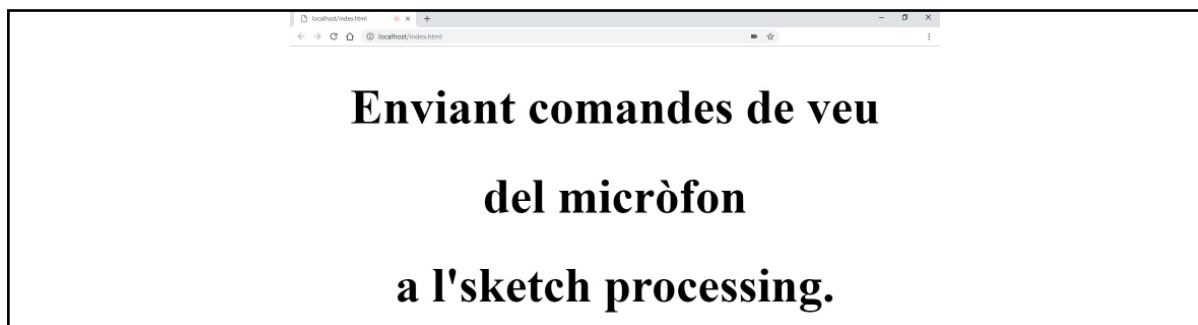 localhost/index.html
localhost/index.html
Enviant comandes de veu
del micròfon
a l'sketch processing.